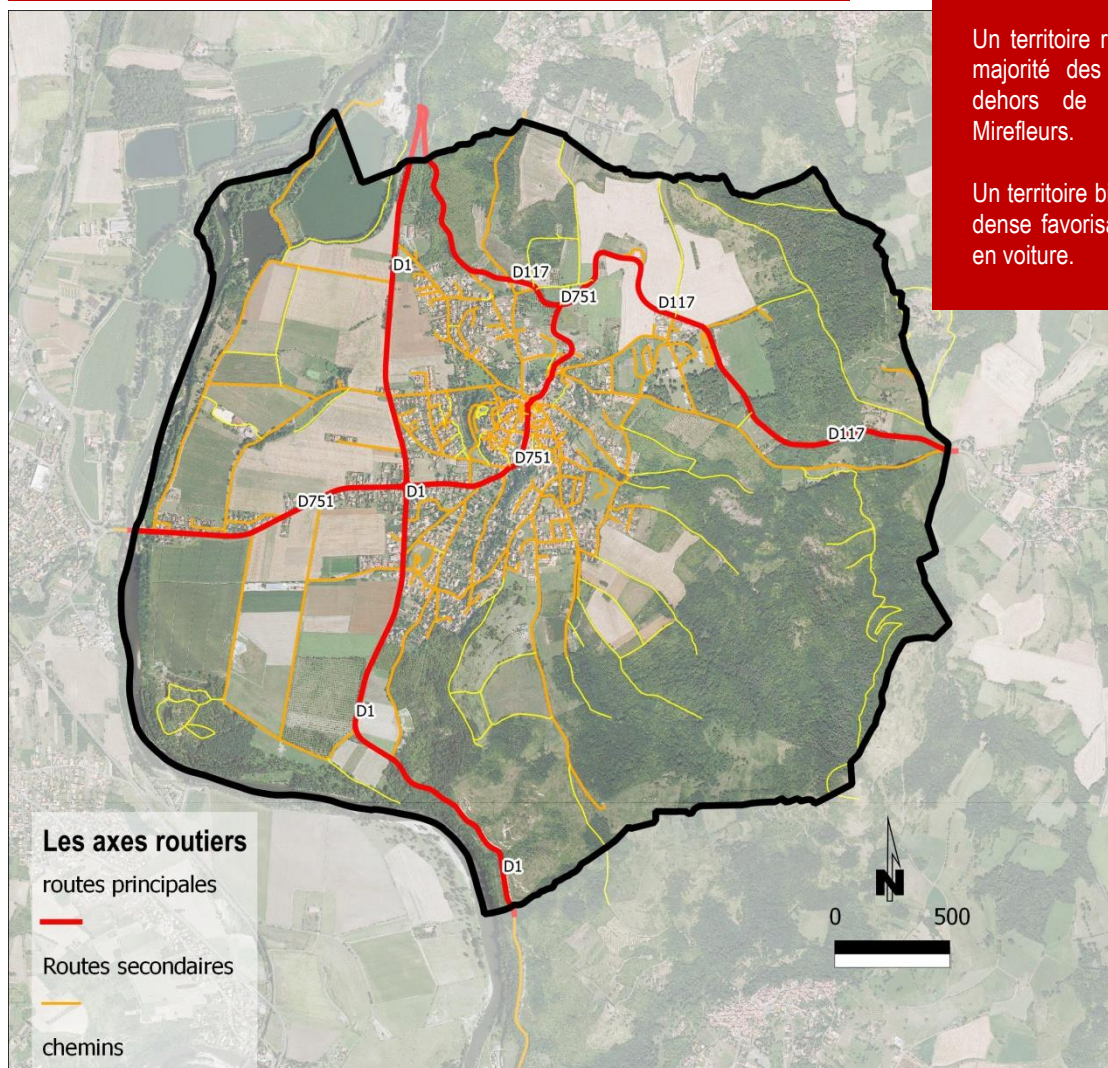 Un territoire
majorité des
dehors de
Mirefleurs.
Un territoire
dense
en voiture.
D1
D117
D751
D117
D117
D751
D751
D1
D1
D1
Les axes routiers
routes principales
Routes secondaires
chemins
N
0 500